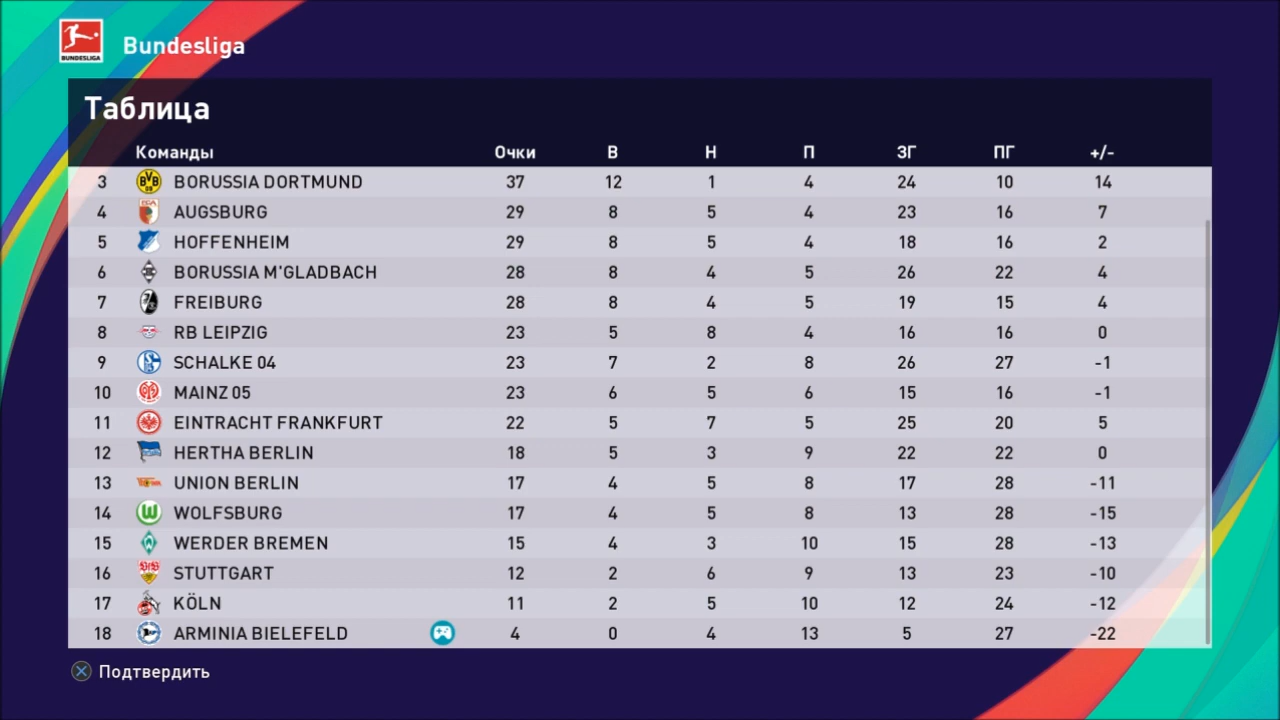 BUNDESLIGA
Bundesliga
Таблица
Команды Очки В Н П ЗГ ПГ +/-
3 BORUSSIA DORTMUND 37 12 1 4 24 10 14
4 AUGSBURG 29 8 5 4 23 16 7
5 HOFFENHEIM 29 8 5 4 18 16 2
6 BORUSSIA M'GLADBACH 28 8 4 5 26 22 4
7 FREIBURG 28 8 4 5 19 15 4
8 RB LEIPZIG 23 5 8 4 16 16 0
9 SCHALKE 04 23 7 2 8 26 27 -1
10 MAINZ 05 23 6 5 6 15 16 -1
11 EINTRACHT FRANKFURT 22 5 7 5 25 20 5
12 HERTHA BERLIN 18 5 3 9 22 22 0
13 UNION BERLIN 17 4 5 8 17 28 -11
14 WOLFSBURG 17 4 5 8 13 28 -15
15 WERDER BREMEN 15 4 3 10 15 28 -13
16 STUTTGART 12 2 6 9 13 23 -10
17 KÖLN 11 2 5 10 12 24 -12
18 ARMINIA BIELEFELD 4 0 4 13 5 27 -22
Подтвердить